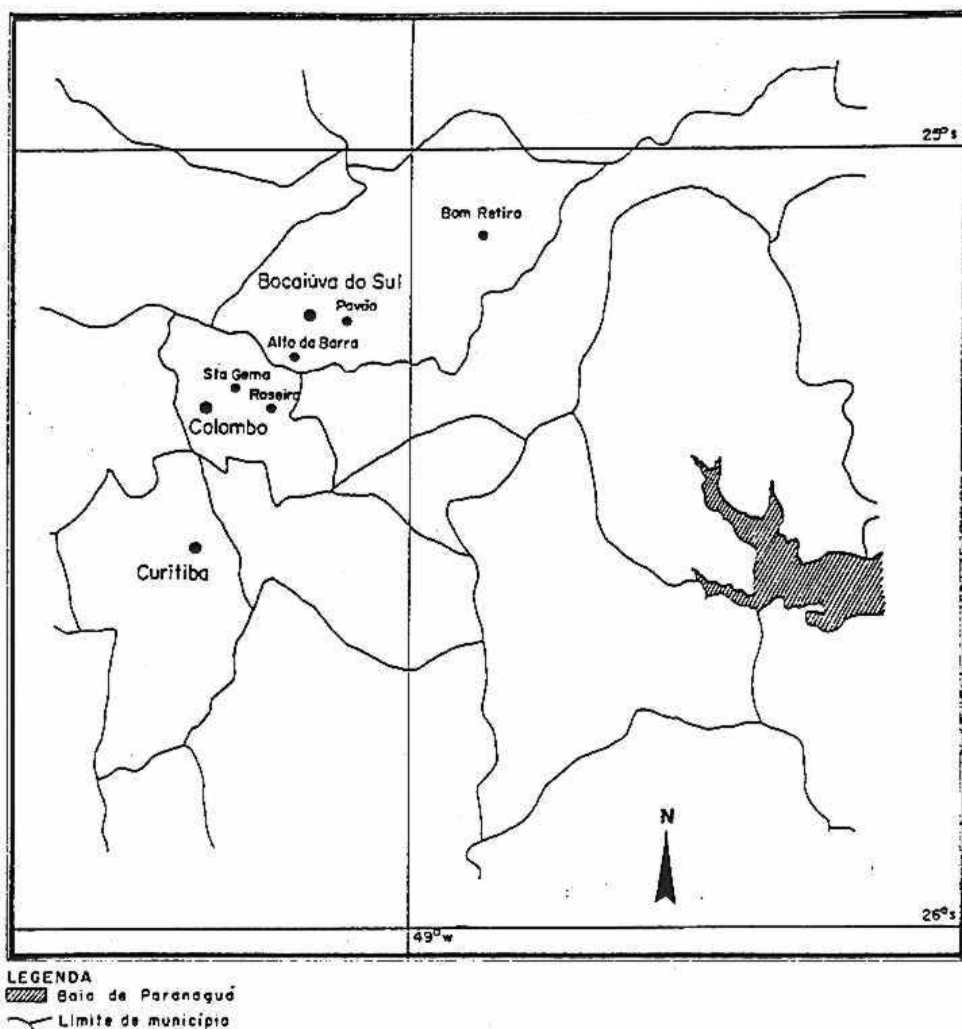 25° s
Bom Retiro
Bocaiúva do Sul
Pavão
Alto da Barra
Sta Gema
Roseira
Colombo
Curitiba
N
26° s
49° w
LEGENDA
Baia de Paranaguá
Limite de município